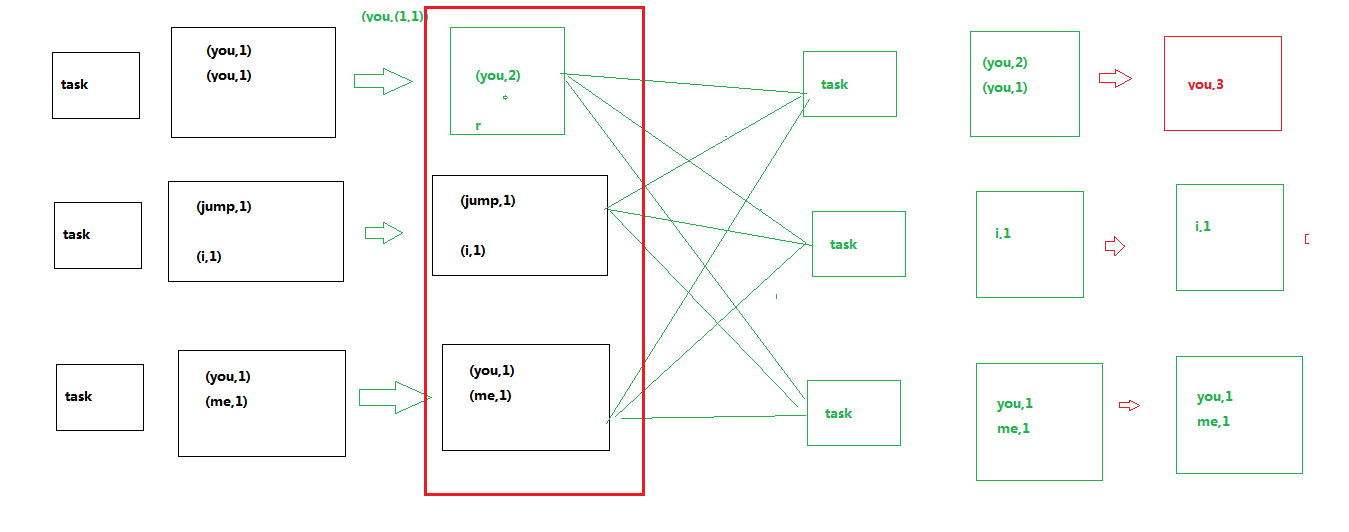 (you,(1,1))
task
(you,1)
(you,1)
(you,2)
r
task
(you,2)
(you,1)
you,3
task
(jump,1)
(i,1)
(jump,1)
(i,1)
task
i,1
i,1
task
(you,1)
(me,1)
(you,1)
(me,1)
task
you,1
me,1
you,1
me,1